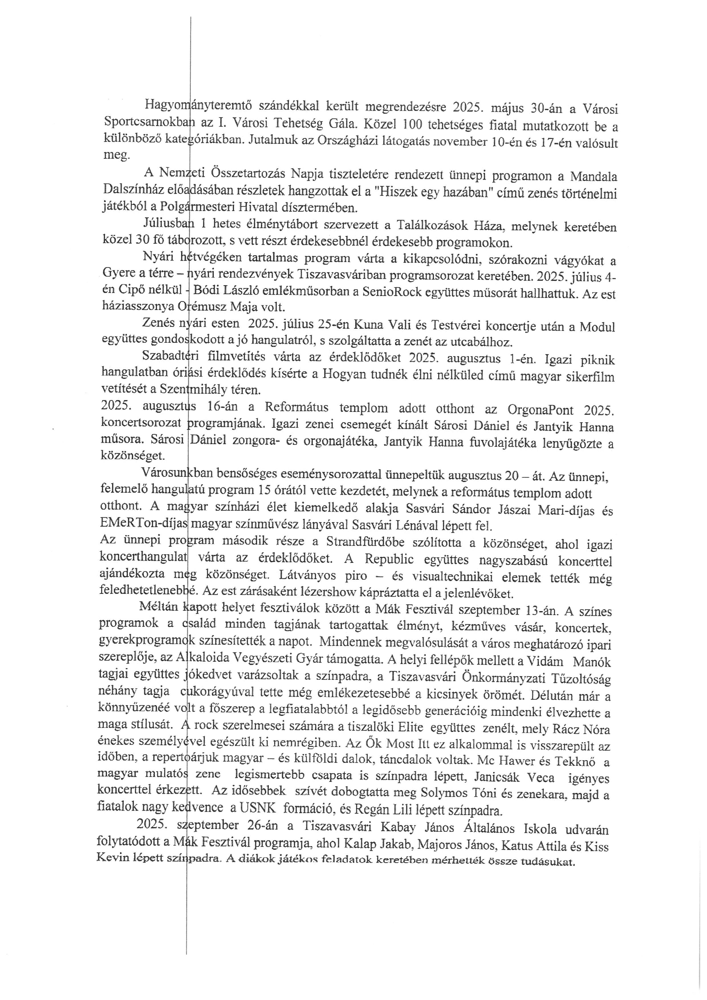 Hagyományteremtő szándékkal került megrendezésre 2025. május 30-án a Városi
Sportcsarnokban az I. Városi Tehetség Gála. Közel 100 tehetséges fiatal mutatkozott be a
különböző kategóriákban. Jutalmuk az Országházi látogatás november 10-én és 17-én valósult
meg.
A Nemzeti Összetartozás Napja tiszteletére rendezett ünnepi programon a Mandala
Dalszínház előadásában részletek hangzottak el a "Hiszek egy hazában" című zenés történelmi
játékból a Polgármesteri Hivatal dísztermében.
Júliusban 1 hetes élménytábort szervezett a Találkozások Háza, melynek keretében
közel 30 fő táborozott, s vett részt érdekesebbnél érdekesebb programokon.
Nyári hétvégéken tartalmas program várta a kikapcsolódni, szórakozni vágyókat a
Gyere a térre – nyári rendezvények Tiszavasváriban programsorozat keretében. 2025. július 4-
én Cipő nélkül - Bódi László emlékműsorban a SenioRock együttes műsorát hallhattuk. Az est
háziasszonya Orémusz Maja volt.
Zenés nyári esten 2025. július 25-én Kuna Vali és Testvérei koncertje után a Modul
együttes gondoskodott a jó hangulatról, s szolgáltatta a zenét az utcabálhoz.
Szabadtéri filmvetítés várta az érdeklődőket 2025. augusztus 1-én. Igazi piknik
hangulatban óriási érdeklődés kísérte a Hogyan tudnék élni nélküled című magyar sikerfilm
vetítését a Szentmihály téren.
2025. augusztus 16-án a Református templom adott otthont az OrgonaPont 2025.
koncertsorozat programjának. Igazi zenei csemegét kínált Sárosi Dániel és Jantyik Hanna
műsora. Sárosi Dániel zongora- és orgonajátéka, Jantyik Hanna fuvolajátéka lenyűgözte a
közönséget.
Városunkban bensőséges eseménysorozattal ünnepeltük augusztus 20 – át. Az ünnepi,
felemelő hangulatú program 15 órától vette kezdetét, melynek a református templom adott
otthont. A magyar színházi élet kiemelkedő alakja Sasvári Sándor Jászai Mari-díjas és
EMeRTon-díjas magyar színművész lányával Sasvári Lénával lépett fel.
Az ünnepi program második része a Strandfürdőbe szólította a közönséget, ahol igazi
koncerthangulat várta az érdeklődőket. A Republic együttes nagyszabású koncerttel
ajándékozta meg közönséget. Látványos piro – és visualtechnikai elemek tették még
feledhetetlenebbé. Az est zárásaként lézershow kápráztatta el a jelenlévőket.
Méltán kapott helyet fesztiválok között a Mák Fesztivál szeptember 13-án. A színes
programok a család minden tagjának tartogattak élményt, kézműves vásár, koncertek,
gyerekprogramok színesítették a napot. Mindennek megvalósulását a város meghatározó ipari
szereplője, az Alkaloida Vegyészeti Gyár támogatta. A helyi fellépők mellett a Vidám Manók
tagjai együttes jókedvet varázsoltak a színpadra, a Tiszavasvári Önkormányzati Tűzoltóság
néhány tagja cukorágyúval tette még emlékezetesebbé a kicsinyek örömét. Délután már a
könnyűzenéé volt a főszerep a legfiatalabbtól a legidősebb generációig mindenki élvezhette a
maga stílusát. A rock szerelmesei számára a tiszalöki Elite együttes zenélt, mely Rácz Nóra
énekes személyével egészült ki nemrégiben. Az Ők Most Itt ez alkalommal is visszarepült az
időben, a repertoárjuk magyar – és külföldi dalok, táncdalok voltak. Mc Hawer és Tekknő a
magyar mulatós zene legismertebb csapata is színpadra lépett, Janicsák Veca igényes
koncerttel érkezett. Az idősebbek szívét dobogtatta meg Solymos Tóni és zenekara, majd a
fiatalok nagy kedvence a USNK formáció, és Regán Lili lépett színpadra.
2025. szeptember 26-án a Tiszavasvári Kabay János Általános Iskola udvarán
folytatódott a Mák Fesztivál programja, ahol Kalap Jakab, Majoros János, Katus Attila és Kiss
Kevin lépett színpadra. A diákok játékos feladatok keretében mérhették össze tudásukat.